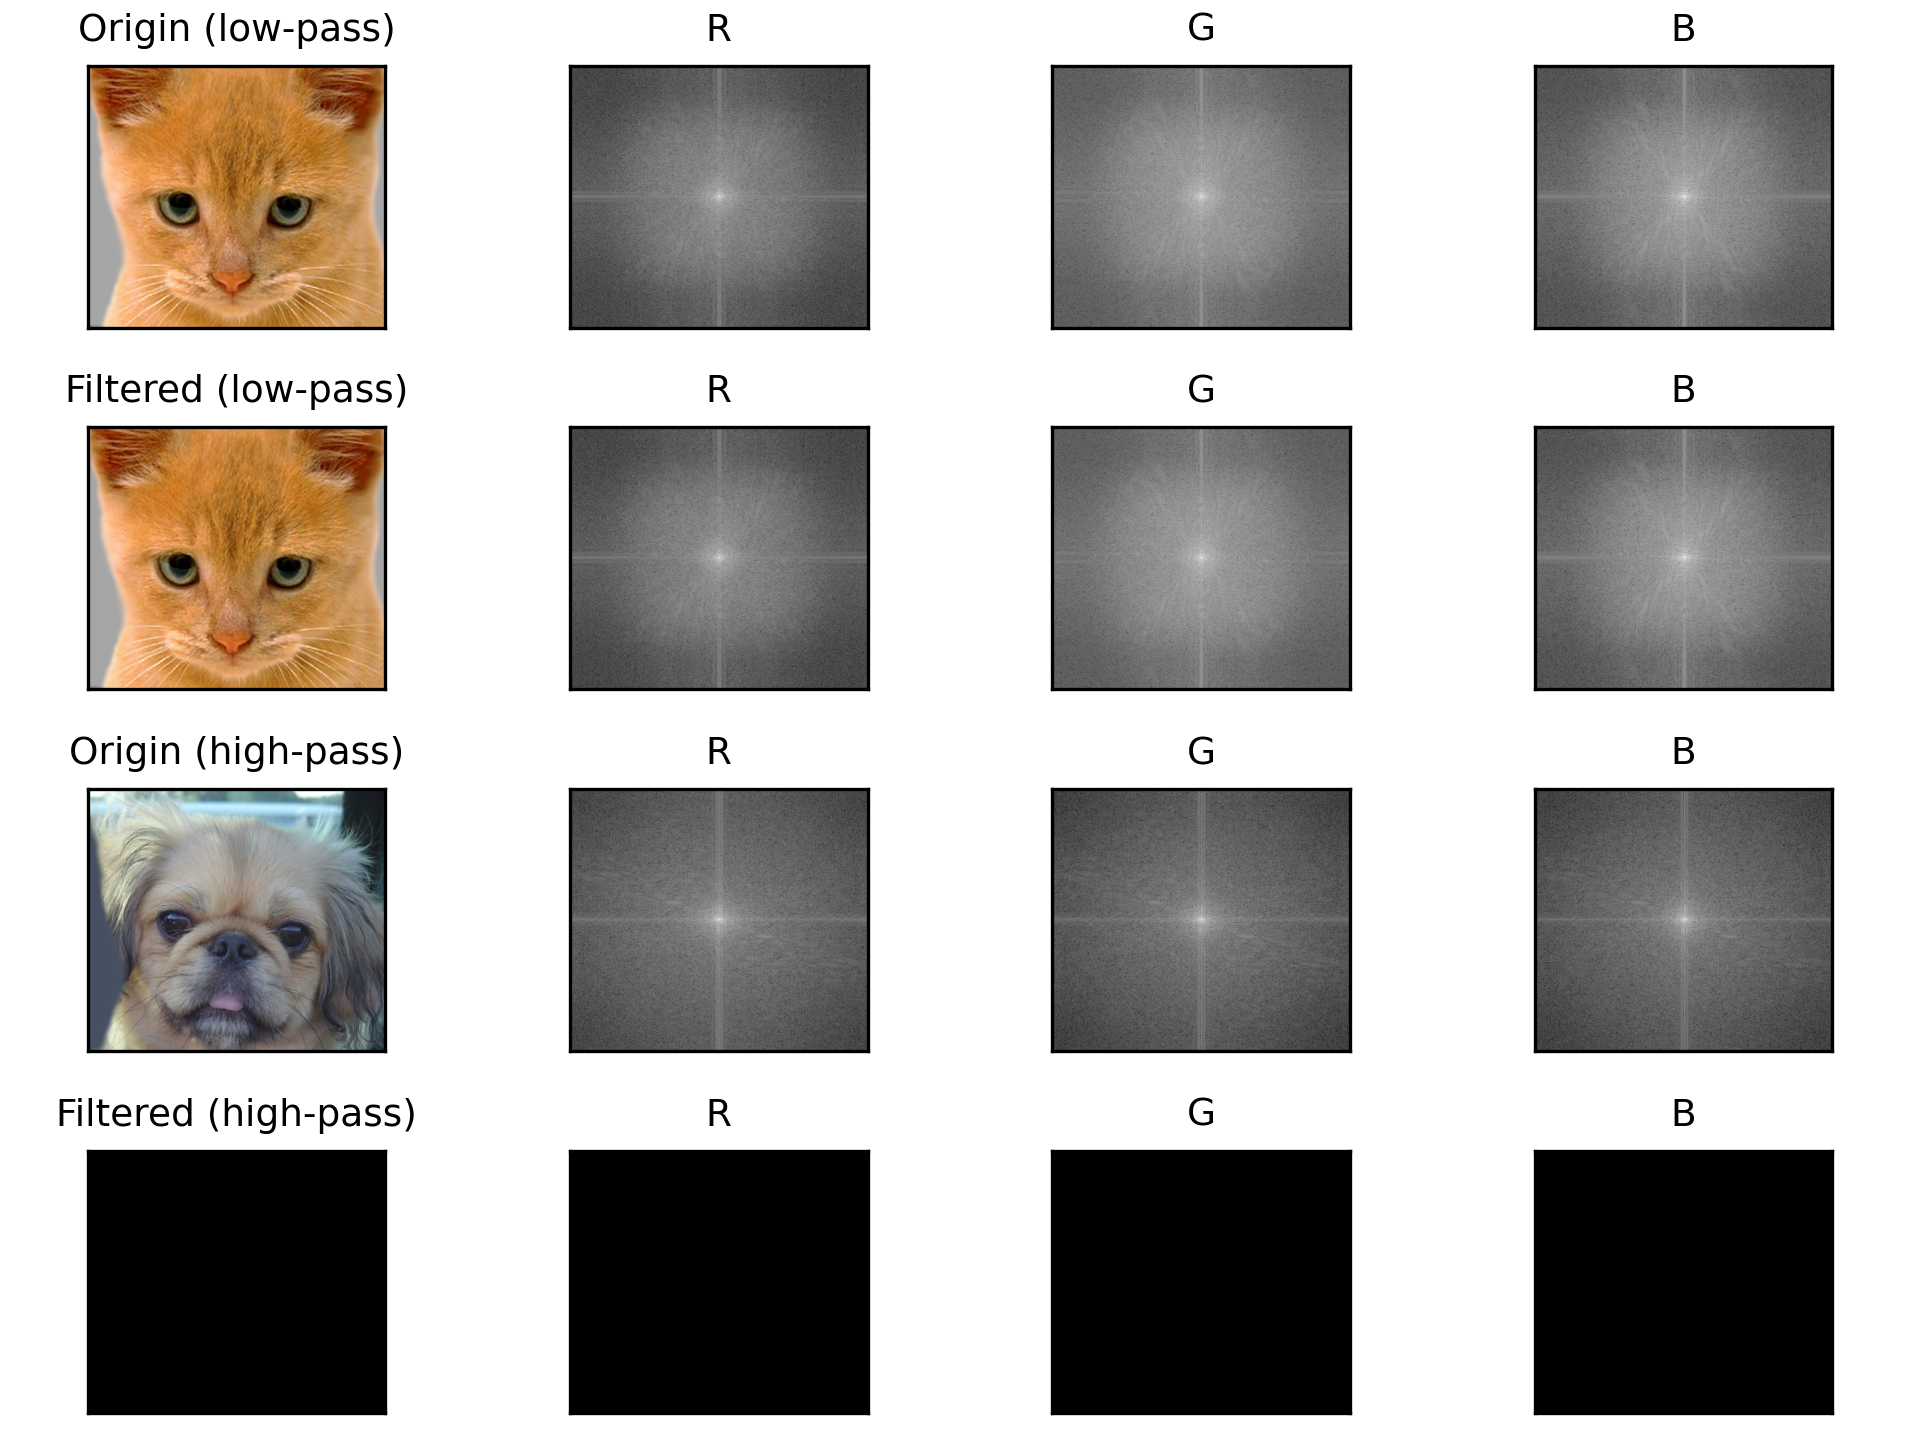 Origin (low-pass) R G B
Filtered (low-pass) R G B
Origin (high-pass) R G B
Filtered (high-pass) R G B